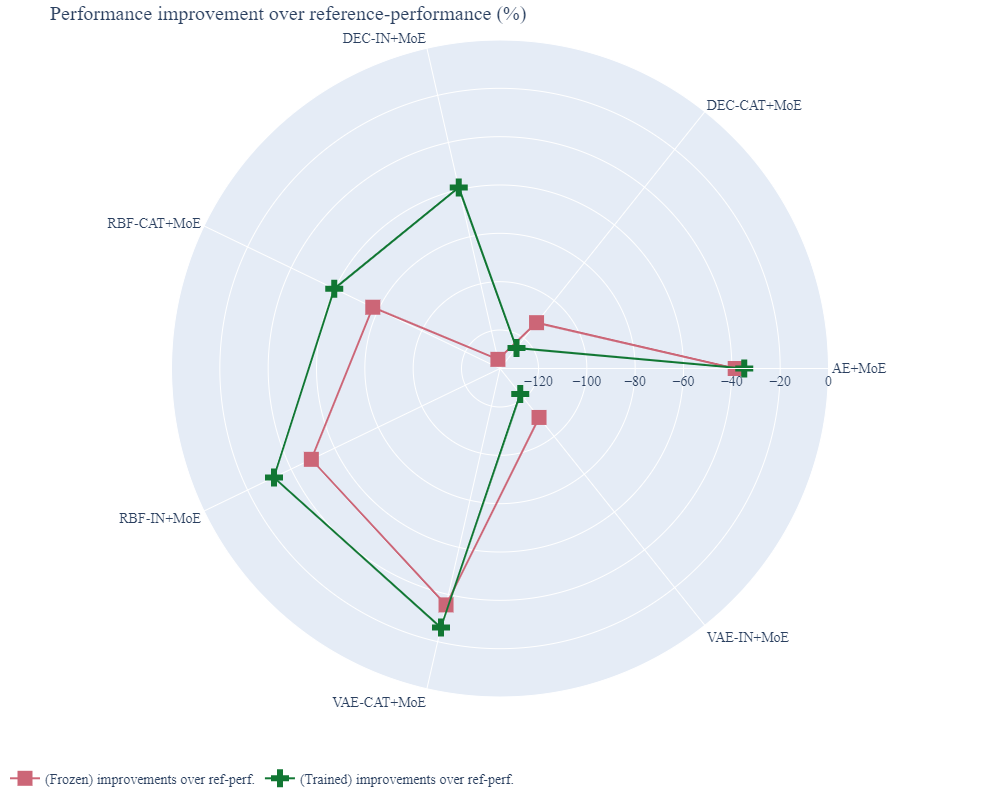 Performance improvement over reference-performance (%)
DEC-IN+MoE
DEC-CAT+MoE
RBF-CAT+MoE
AE+MoE
−120
−100
−80
−60
−40
−20
0
RBF-IN+MoE
VAE-IN+MoE
VAE-CAT+MoE
(Frozen) improvements over ref-perf.
(Trained) improvements over ref-perf.